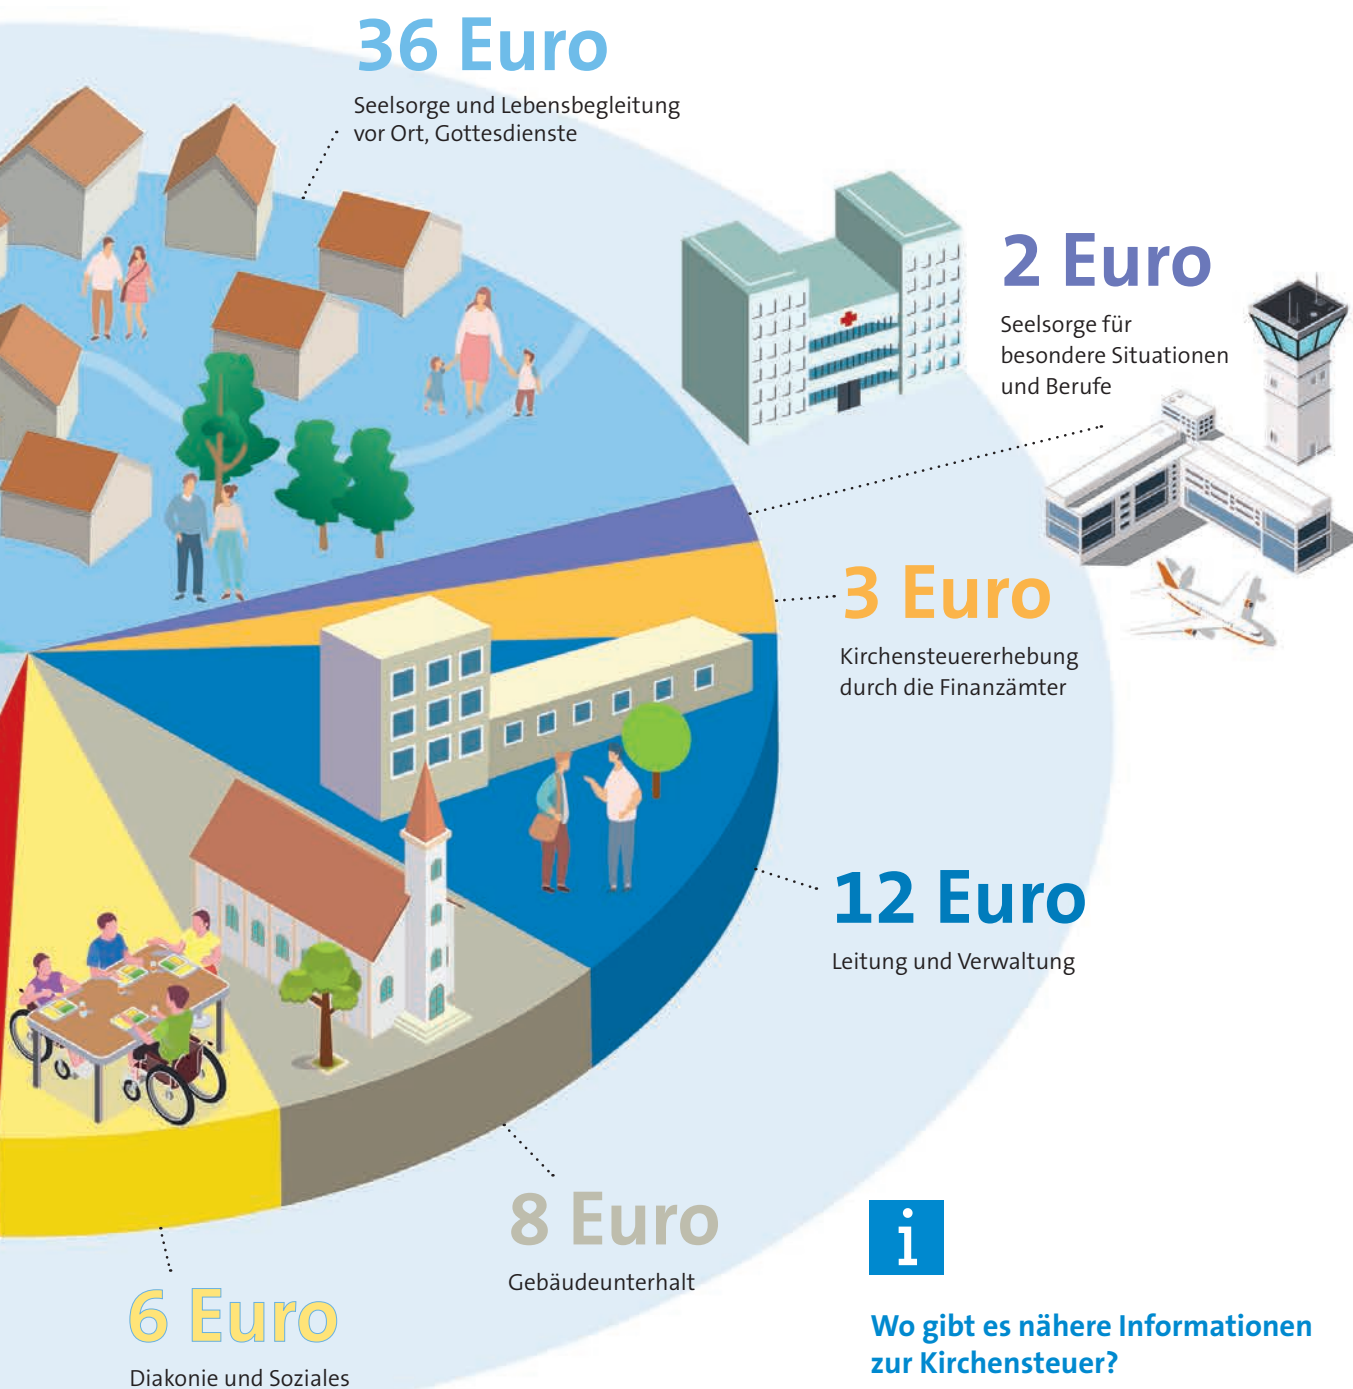 36 Euro
Seelsorge und Lebensbegleitung
vor Ort, Gottesdienste
2 Euro
Seelsorge für
besondere Situationen
und Berufe
3 Euro
Kirchensteuererhebung
durch die Finanzämter
12 Euro
Leitung und Verwaltung
8 Euro
Gebäudeunterhalt
6 Euro
Diakonie und Soziales
i
Wo gibt es nähere Informationen
zur Kirchensteuer?